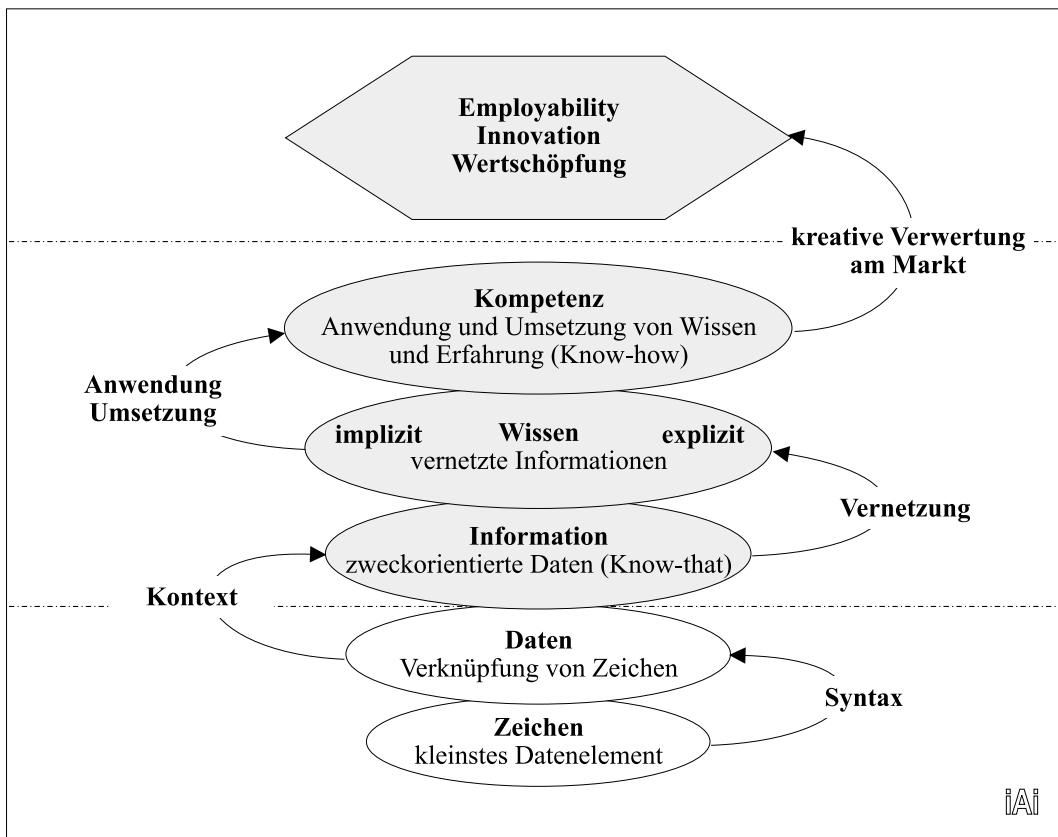 Employability
Innovation
Wertschöpfung
kreative Verwertung
am Markt
Kompetenz
Anwendung und Umsetzung von Wissen
und Erfahrung (Know-how)
Anwendung
Umsetzung
implizit Wissen explizit
vernetzte Informationen
Vernetzung
Information
zweckorientierte Daten (Know-that)
Kontext
Daten
Verknüpfung von Zeichen
Syntax
Zeichen
kleinstes Datenelement
iAi